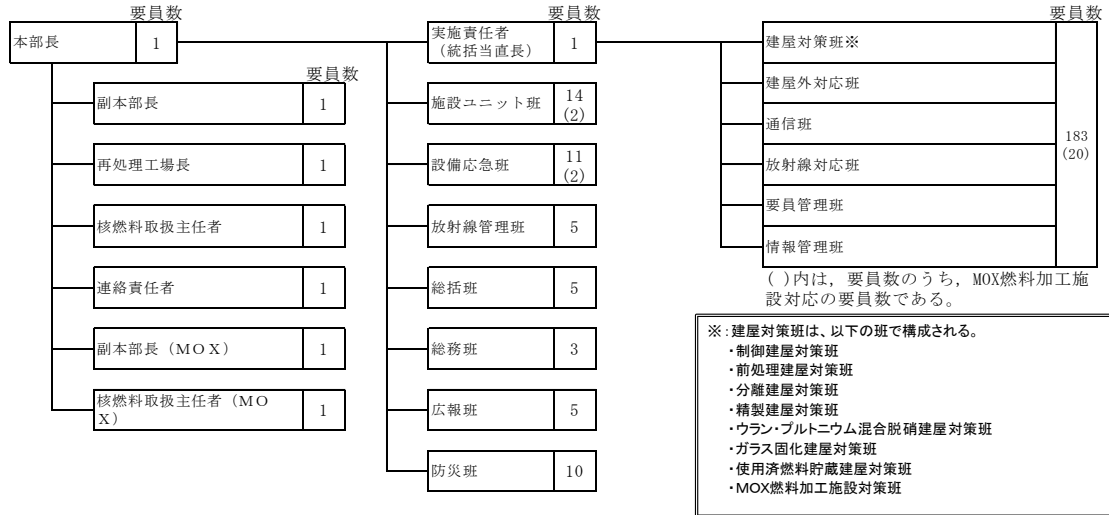 要員数
本部長 1
要員数
副本部長 1
再処理工場長 1
核燃料取扱主任者 1
連絡責任者 1
副本部長（ＭＯＸ） 1
核燃料取扱主任者（ＭＯ
Ｘ） 1
要員数
実施責任者
（統括当直長） 1
施設ユニット班 14
(2)
設備応急班 11
(2)
放射線管理班 5
総括班 5
総務班 3
広報班 5
防災班 10
要員数
建屋対策班※
建屋外対応班
通信班
放射線対応班
要員管理班
情報管理班
183
(20)
( )内は，要員数のうち，MOX燃料加工施
設対応の要員数である。
※：建屋対策班は、以下の班で構成される。
・制御建屋対策班
・前処理建屋対策班
・分離建屋対策班
・精製建屋対策班
・ウラン・プルトニウム混合脱硝建屋対策班
・ガラス固化建屋対策班
・使用済燃料貯蔵建屋対策班
・MOX燃料加工施設対策班